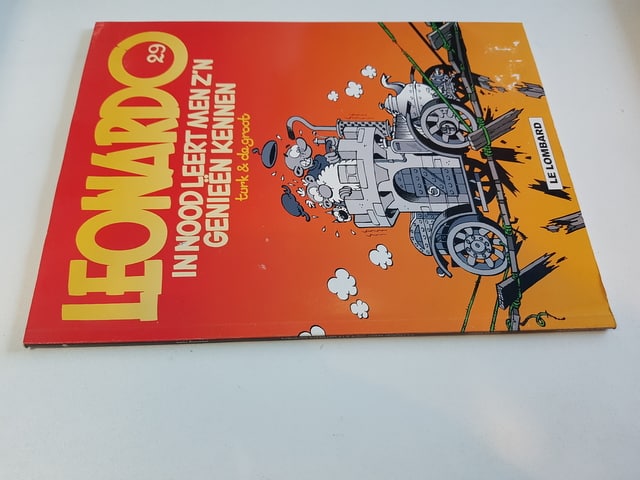 LEONARDO
29
IN NOOD LEERT MEN Z'N
GENIEËN KENNEN
turk & de groot
LE LOMBARD